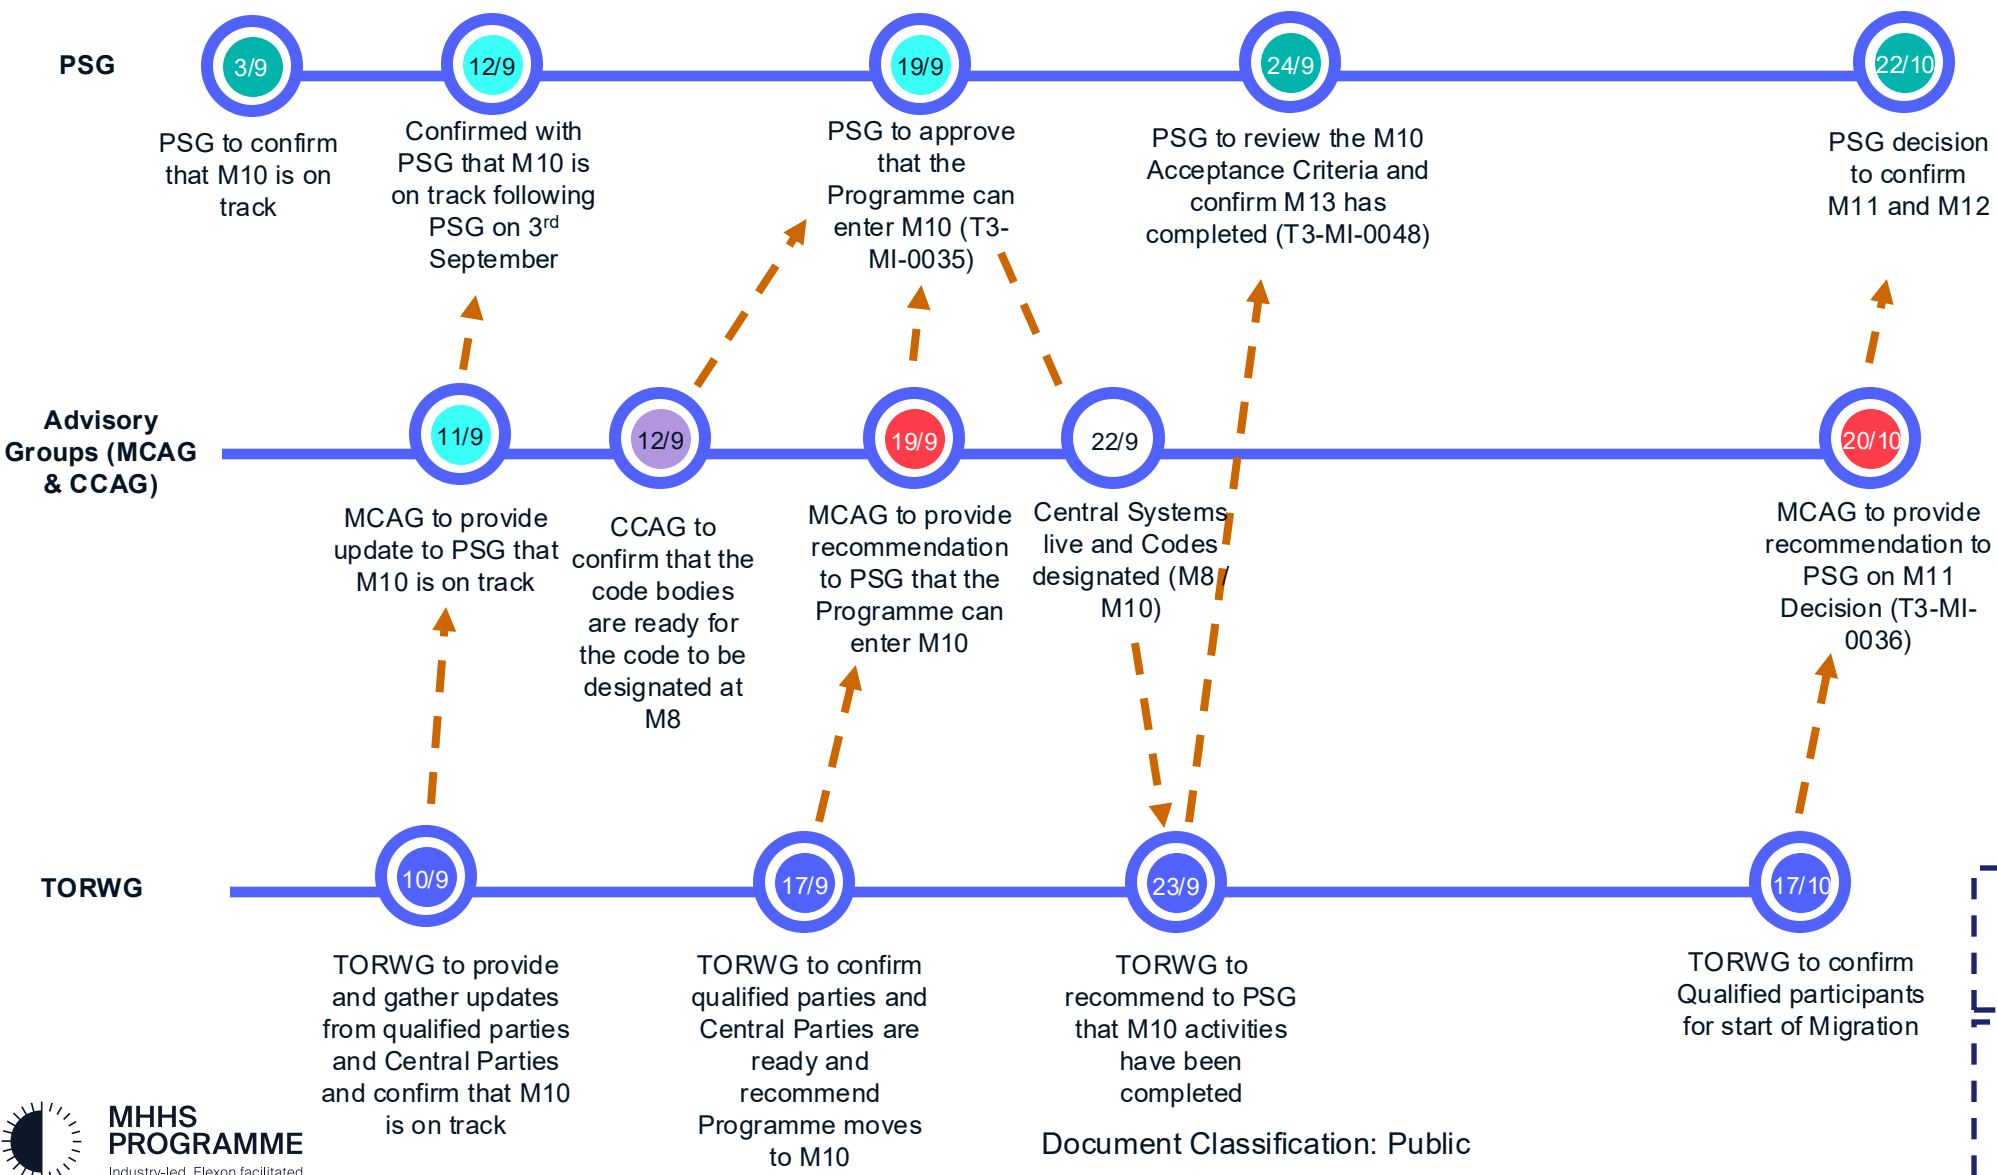 PSG
3/9
12/9
19/9
24/9
22/10
PSG to confirm
that M10 is on
track
Confirmed with
PSG that M10 is
on track following
PSG on 3rd
September
PSG to approve
that the
Programme can
enter M10 (T3-
MI-0035)
PSG to review the M10
Acceptance Criteria and
confirm M13 has
completed (T3-MI-0048)
PSG decision
to confirm
M11 and M12
Advisory
Groups (MCAG
& CCAG)
11/9
12/9
19/9
22/9
20/10
MCAG to provide
update to PSG that
M10 is on track
CCAG to
confirm that the
code bodies
are ready for
the code to be
designated at
M8
MCAG to provide
recommendation
to PSG that the
Programme can
enter M10
Central Systems
live and Codes
designated (M8 /
M10)
MCAG to provide
recommendation to
PSG on M11
Decision (T3-MI-
0036)
TORWG
10/9
17/9
23/9
17/10
TORWG to provide
and gather updates
from qualified parties
and Central Parties
and confirm that M10
is on track
TORWG to confirm
qualified parties and
Central Parties are
ready and
recommend
Programme moves
to M10
TORWG to
recommend to PSG
that M10 activities
have been
completed
TORWG to confirm
Qualified participants
for start of Migration
MHHS
PROGRAMME
Industry-led, Elexon facilitated
Document Classification: Public